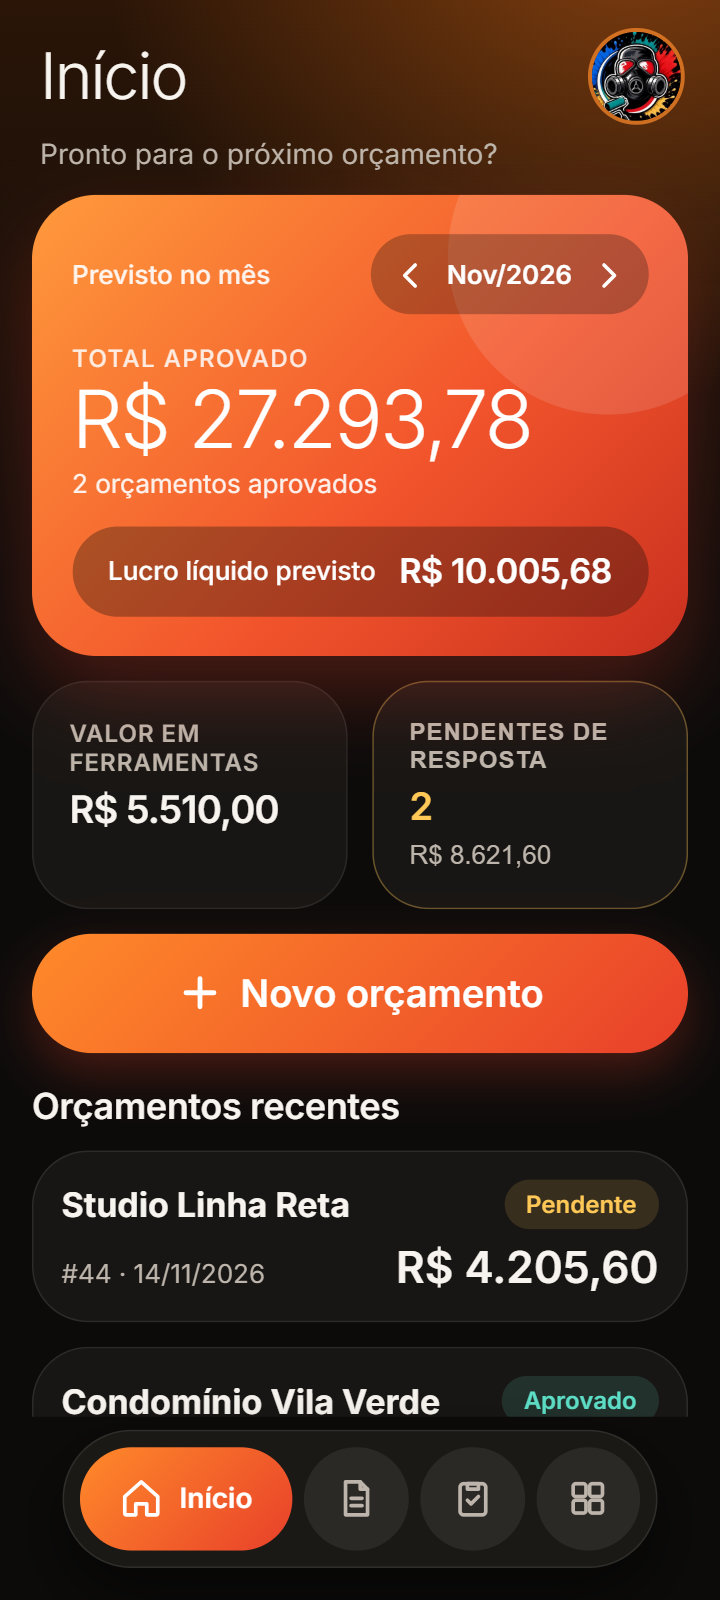 Início
Pronto para o próximo orçamento?
Previsto no mês
Nov/2026
TOTAL APROVADO
R$ 27.293,78
2 orçamentos aprovados
Lucro líquido previsto R$ 10.005,68
VALOR EM
FERRAMENTAS
R$ 5.510,00
PENDENTES DE
RESPOSTA
2
R$ 8.621,60
+ Novo orçamento
Orçamentos recentes
Studio Linha Reta
Pendente
#44 · 14/11/2026
R$ 4.205,60
Condomínio Vila Verde
Aprovado
Início